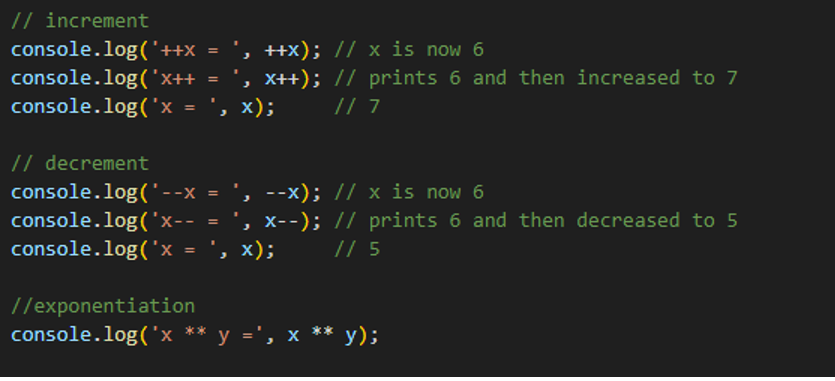 // increment
console.log('++x = ', ++x); // x is now 6
console.log('x++ = ', x++); // prints 6 and then increased to 7
console.log('x = ', x);     // 7
// decrement
console.log('--x = ', --x); // x is now 6
console.log('x-- = ', x--); // prints 6 and then decreased to 5
console.log('x = ', x);     // 5
//exponentiation
console.log('x ** y =', x ** y);